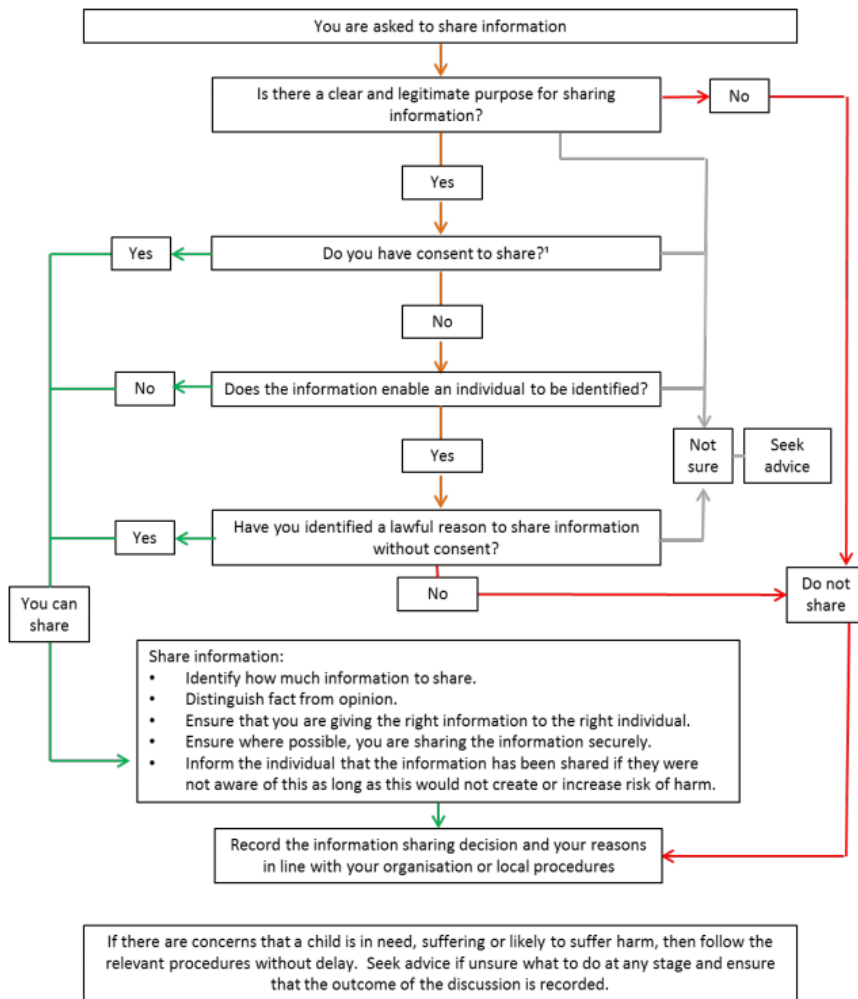 You are asked to share information
Is there a clear and legitimate purpose for sharing
information?
No
Yes
Yes
Do you have consent to share?¹
No
No
Does the information enable an individual to be identified?
Yes
Not
sure
Seek
advice
Yes
Have you identified a lawful reason to share information
without consent?
No
You can
share
Do not
share
Share information:
• Identify how much information to share.
• Distinguish fact from opinion.
• Ensure that you are giving the right information to the right individual.
• Ensure where possible, you are sharing the information securely.
• Inform the individual that the information has been shared if they were
not aware of this as long as this would not create or increase risk of harm.
Record the information sharing decision and your reasons
in line with your organisation or local procedures
If there are concerns that a child is in need, suffering or likely to suffer harm, then follow the
relevant procedures without delay. Seek advice if unsure what to do at any stage and ensure
that the outcome of the discussion is recorded.